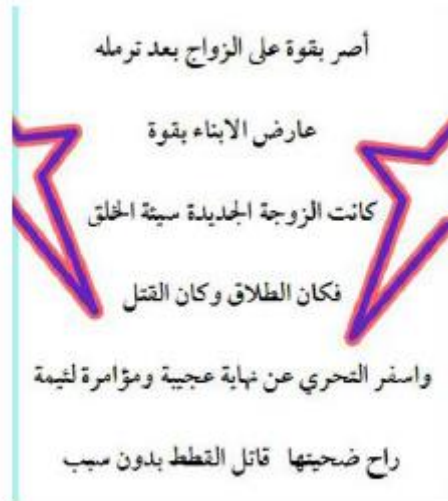 أصر بقوة على الزواج بعد ترمله
عارض الابناء بقوة
كانت الزوجة الجديدة سيئة الخلق
فكان الطلاق وكان القتل
واسفر التحري عن نهاية عجيبة ومؤامرة لئيمة
راح ضحيتها قاتل القطط بدون سبب